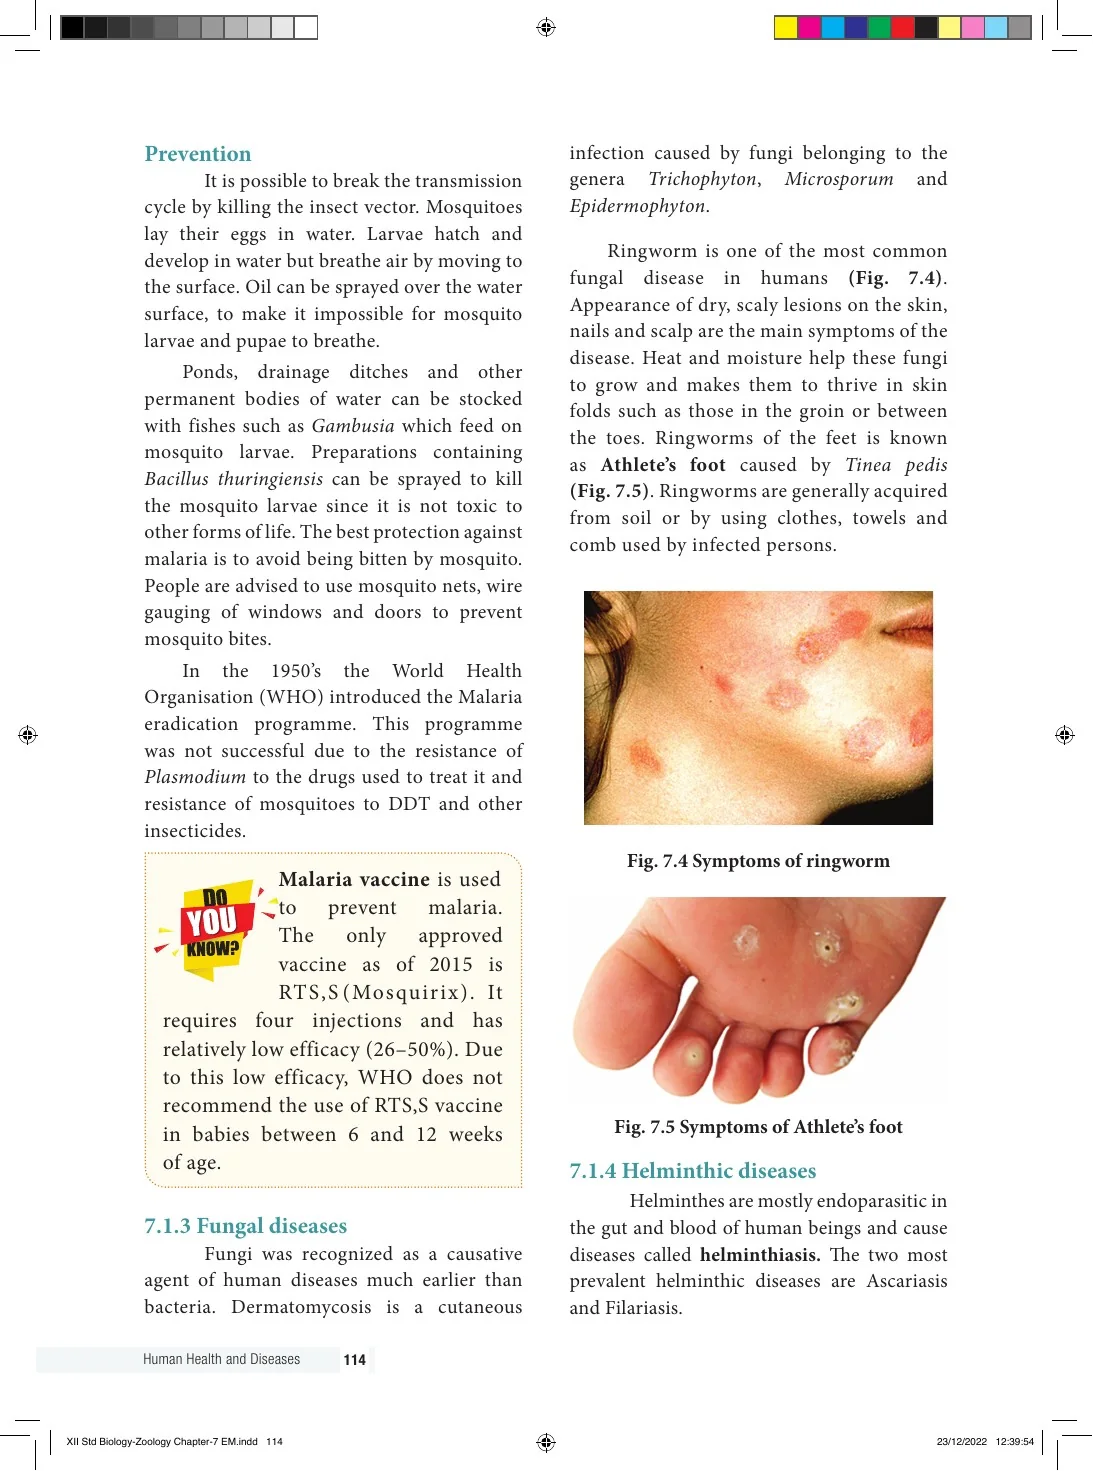 Prevention
It is possible to break the transmission
cycle by killing the insect vector. Mosquitoes
lay their eggs in water. Larvae hatch and
develop in water but breathe air by moving to
the surface. Oil can be sprayed over the water
surface, to make it impossible for mosquito
larvae and pupae to breathe.
Ponds, drainage ditches and other
permanent bodies of water can be stocked
with fishes such as Gambusia which feed on
mosquito larvae. Preparations containing
Bacillus thuringiensis can be sprayed to kill
the mosquito larvae since it is not toxic to
other forms of life. The best protection against
malaria is to avoid being bitten by mosquito.
People are advised to use mosquito nets, wire
gauging of windows and doors to prevent
mosquito bites.
In the 1950’s the World Health
Organisation (WHO) introduced the Malaria
eradication programme. This programme
was not successful due to the resistance of
Plasmodium to the drugs used to treat it and
resistance of mosquitoes to DDT and other
insecticides.
DO
YOU
KNOW?
Malaria vaccine is used
to prevent malaria.
The only approved
vaccine as of 2015 is
RTS,S(Mosquirix). It
requires four injections and has
relatively low efficacy (26–50%). Due
to this low efficacy, WHO does not
recommend the use of RTS,S vaccine
in babies between 6 and 12 weeks
of age.
7.1.3 Fungal diseases
Fungi was recognized as a causative
agent of human diseases much earlier than
bacteria. Dermatomycosis is a cutaneous
infection caused by fungi belonging to the
genera Trichophyton, Microsporum and
Epidermophyton.
Ringworm is one of the most common
fungal disease in humans (Fig. 7.4).
Appearance of dry, scaly lesions on the skin,
nails and scalp are the main symptoms of the
disease. Heat and moisture help these fungi
to grow and makes them to thrive in skin
folds such as those in the groin or between
the toes. Ringworms of the feet is known
as Athlete’s foot caused by Tinea pedis
(Fig. 7.5). Ringworms are generally acquired
from soil or by using clothes, towels and
comb used by infected persons.
Fig. 7.4 Symptoms of ringworm
Fig. 7.5 Symptoms of Athlete’s foot
7.1.4 Helminthic diseases
Helminthes are mostly endoparasitic in
the gut and blood of human beings and cause
diseases called helminthiasis. The two most
prevalent helminthic diseases are Ascariasis
and Filariasis.
Human Health and Diseases 114
XII Std Biology-Zoology Chapter-7 EM.indd 114
23/12/2022 12:39:54